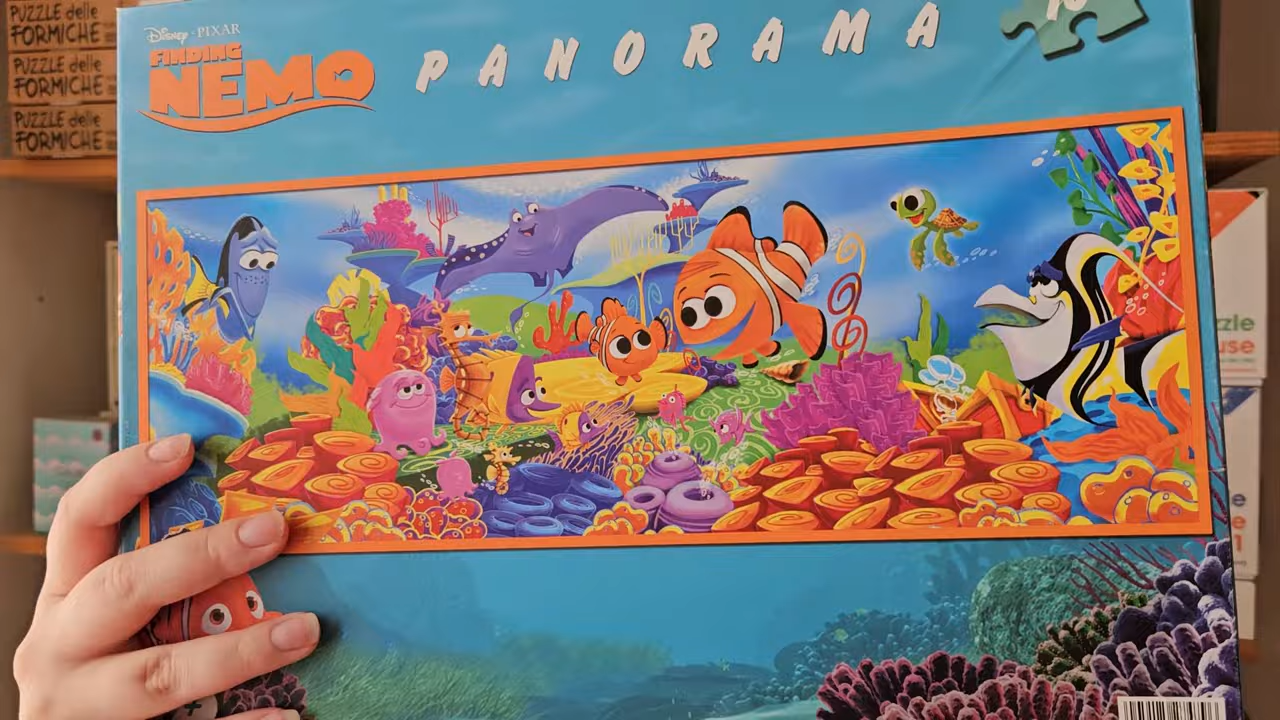 PUZZLE delle
FORMICHE
PUZZLE delle
FORMICHE
PUZZLE delle
FORMICHE
Disney · PIXAR
FINDING
NEMO
PANORAMA